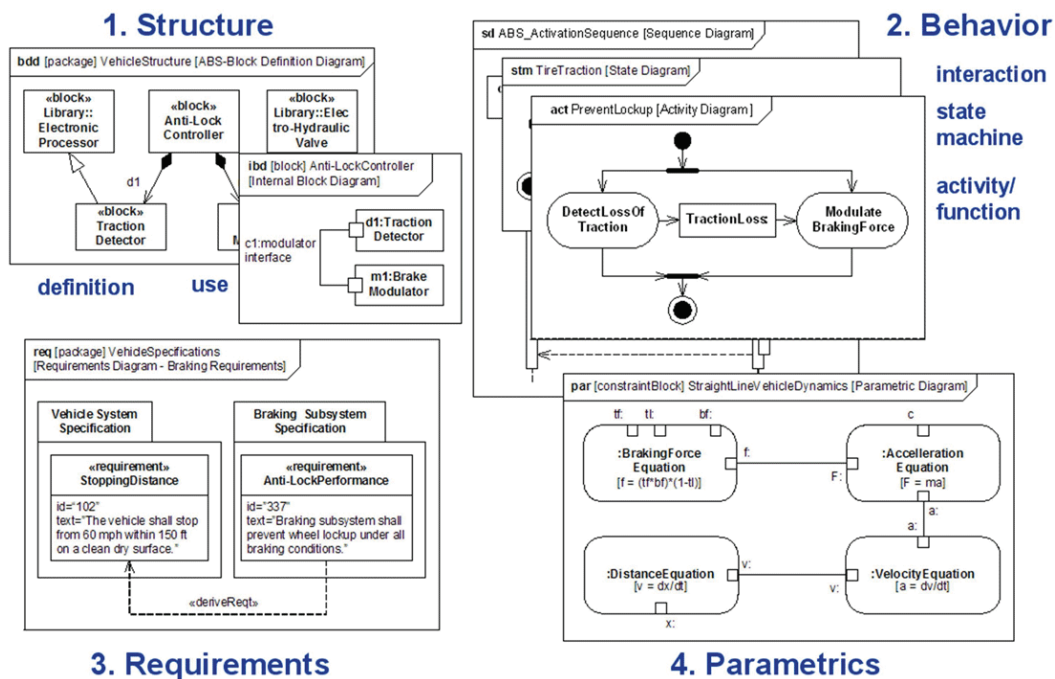 1. Structure
2. Behavior
bdd [package] VehicleStructure [ABS-Block Definition Diagram]
«block»
Library::
Electronic
Processor
«block»
Anti-Lock
Controller
«block»
Library::Elec
tro-Hydraulic
Valve
d1
«block»
Traction
Detector
M
ibd [block] Anti-LockController
[Internal Block Diagram]
d1:Traction
Detector
c1:modulator
interface
m1:Brake
Modulator
definition
use
sd ABS_ActivationSequence [Sequence Diagram]
stm TireTraction [State Diagram]
act PreventLockup [Activity Diagram]
DetectLossOf
Traction
TractionLoss:
Modulate
BrakingForce
interaction
state
machine
activity/
function
req [package] VehicleSpecifications
[Requirements Diagram - Braking Requirements]
Vehicle System
Specification
«requirement»
StoppingDistance
id="102"
text="The vehicle shall stop
from 60 mph within 150 ft
on a clean dry surface."
Braking Subsystem
Specification
«requirement»
Anti-LockPerformance
id="337"
text="Braking subsystem shall
prevent wheel lockup under all
braking conditions."
«deriveReqt»
par [constraintBlock] StraightLineVehicleDynamics [Parametric Diagram]
tf: tl: bf:
c
:BrakingForce
Equation
[f = (tf*bf)*(1-tl)]
f:
F:
:Accelleration
Equation
[F = ma]
a:
a:
:DistanceEquation
[v = dx/dt]
v:
v:
:VelocityEquation
[a = dv/dt]
x:
3. Requirements
4. Parametrics